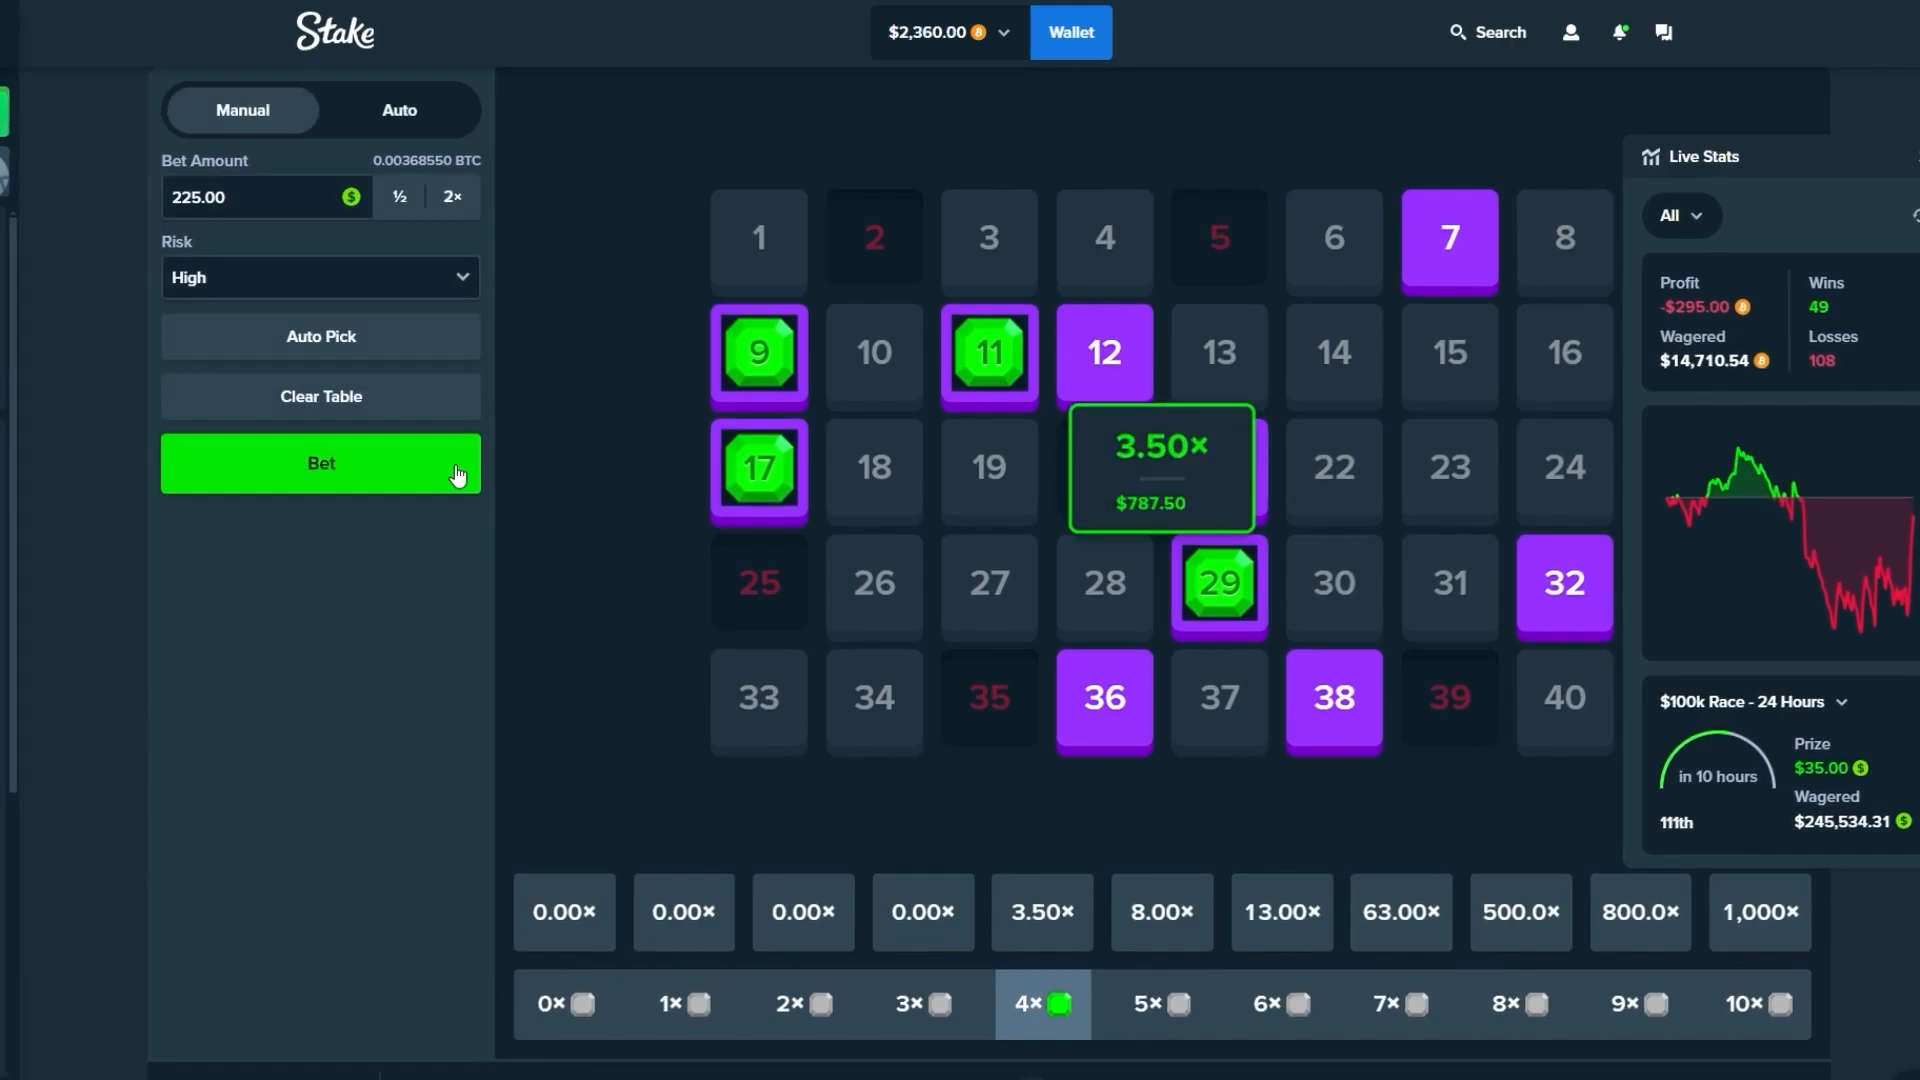 Stake
$2,360.00
Wallet
Search
Manual
Auto
Bet Amount
0.00368550 BTC
225.00
½
2×
Risk
High
Auto Pick
Clear Table
Bet
1 2 3 4 5 6 7 8
9 10 11 12 13 14 15 16
17 18 19 22 23 24
3.50×
$787.50
25 26 27 28 29 30 31 32
33 34 35 36 37 38 39 40
0.00× 0.00× 0.00× 0.00× 3.50× 8.00× 13.00× 63.00× 500.0× 800.0× 1,000×
0× 1× 2× 3× 4× 5× 6× 7× 8× 9× 10×
Live Stats
All
Profit
-$295.00
Wins
49
Wagered
$14,710.54
Losses
108
$100k Race - 24 Hours
in 10 hours
111th
Prize
$35.00
Wagered
$245,534.31